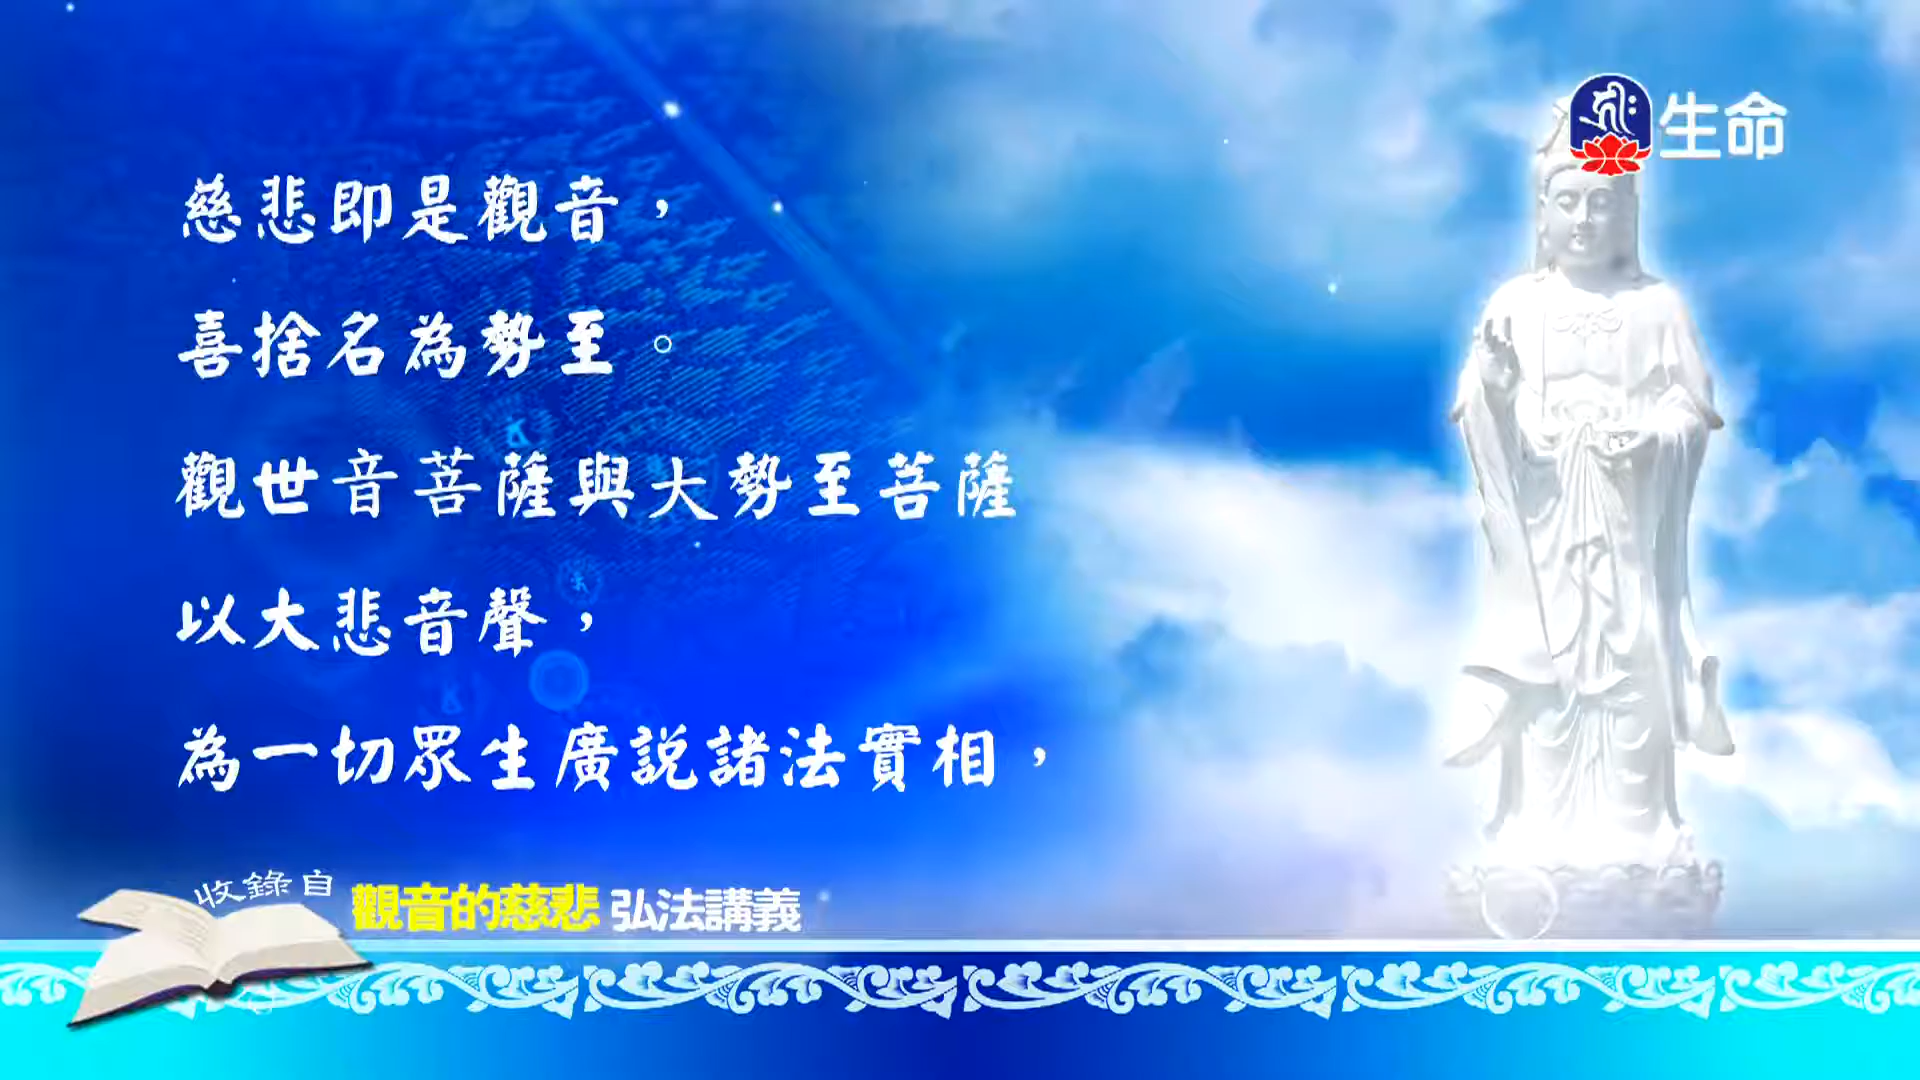 生命
慈悲即是觀音，
喜捨名為勢至。
觀世音菩薩與大勢至菩薩
以大悲音聲，
為一切眾生廣說諸法實相，
收錄自 觀音的慈悲 弘法講義